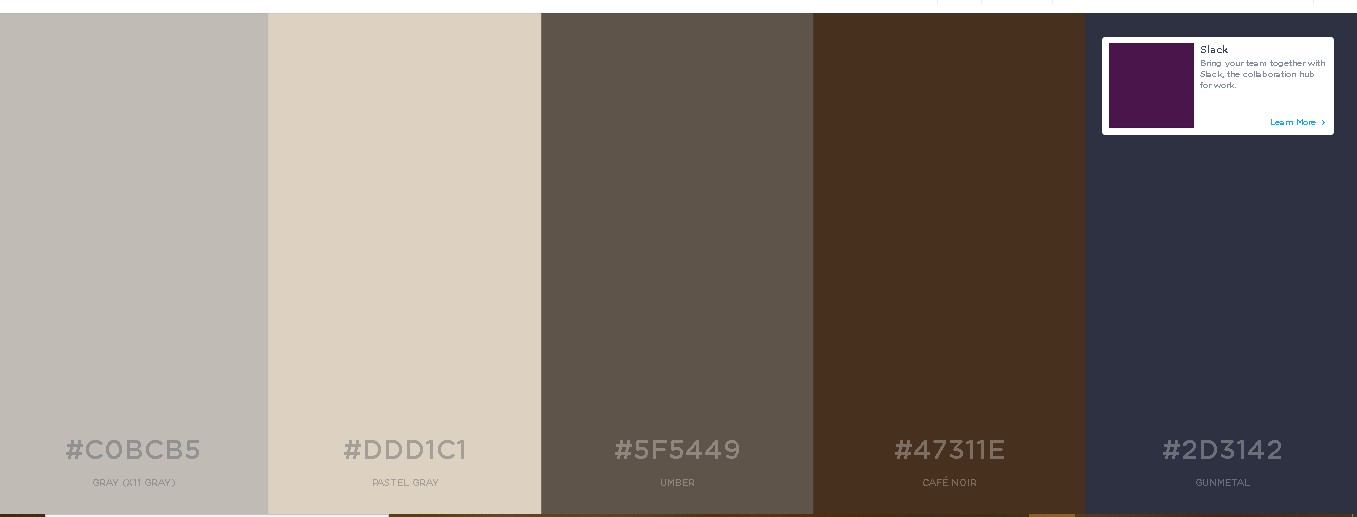 Slack
Bring your team together with
Slack, the collaboration hub
for work.
Learn More >
#C0BCB5
GRAY (X11 GRAY)
#DDD1C1
PASTEL GRAY
#5F5449
UMBER
#47311E
CAFÉ NOIR
#2D3142
GUNMETAL